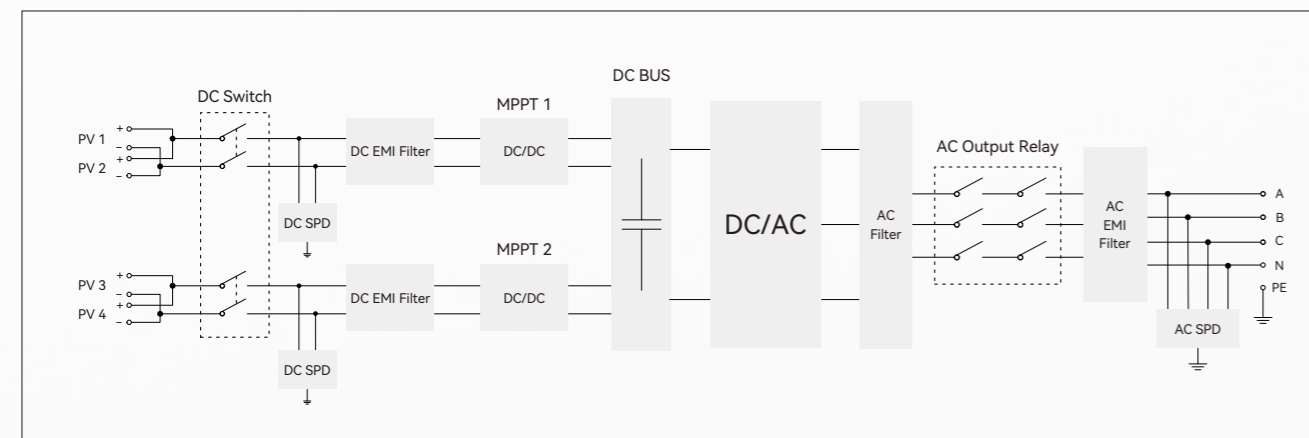 DC BUS
DC Switch
MPPT 1
PV 1
+
−
DC EMI Filter
DC/DC
PV 2
+
−
AC Output Relay
DC SPD
DC/AC
AC
Filter
AC
EMI
Filter
A
B
C
N
PE
MPPT 2
PV 3
+
−
DC EMI Filter
DC/DC
PV 4
+
−
AC SPD
DC SPD